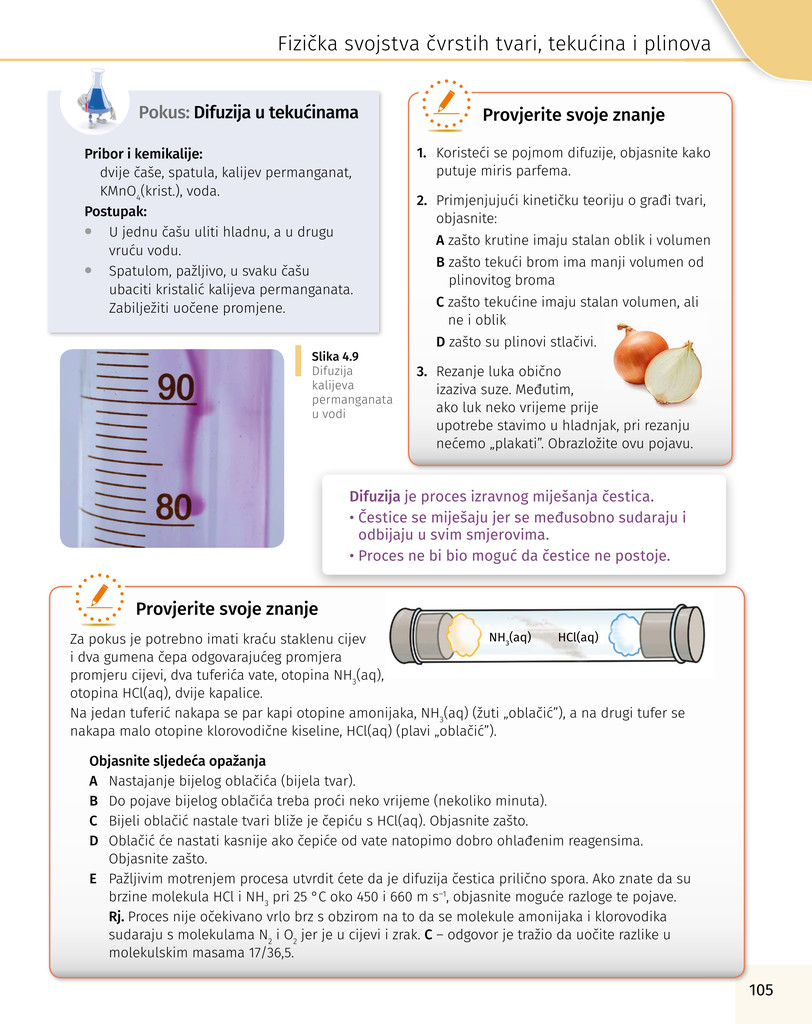 Fizička svojstva čvrstih tvari, tekućina i plinova
Pokus: Difuzija u tekućinama
Pribor i kemikalije:
dvije čaše, spatula, kalijev permanganat,
KMnO₄(krist.), voda.
Postupak:
• U jednu čašu uliti hladnu, a u drugu
vruću vodu.
• Spatulom, pažljivo, u svaku čašu
ubaciti kristalić kalijeva permanganata.
Zabilježiti uočene promjene.
90
80
Slika 4.9
Difuzija
kalijeva
permanganata
u vodi
Provjerite svoje znanje
1. Koristeći se pojmom difuzije, objasnite kako
putuje miris parfema.
2. Primjenjujući kinetičku teoriju o građi tvari,
objasnite:
A zašto krutine imaju stalan oblik i volumen
B zašto tekući brom ima manji volumen od
plinovitog broma
C zašto tekućine imaju stalan volumen, ali
ne i oblik
D zašto su plinovi stlačivi.
3. Rezanje luka obično
izaziva suze. Međutim,
ako luk neko vrijeme prije
upotrebe stavimo u hladnjak, pri rezanju
nećemo „plakati”. Obrazložite ovu pojavu.
Difuzija je proces izravnog miješanja čestica.
• Čestice se miješaju jer se međusobno sudaraju i
odbijaju u svim smjerovima.
• Proces ne bi bio moguć da čestice ne postoje.
Provjerite svoje znanje
Za pokus je potrebno imati kraću staklenu cijev
i dva gumena čepa odgovarajućeg promjera
promjeru cijevi, dva tuferića vate, otopina NH₃(aq),
otopina HCl(aq), dvije kapalice.
NH₃(aq) HCl(aq)
Na jedan tuferić nakapa se par kapi otopine amonijaka, NH₃(aq) (žuti „oblačić”), a na drugi tufer se
nakapa malo otopine klorovodične kiseline, HCl(aq) (plavi „oblačić”).
Objasnite sljedeća opažanja
A Nastajanje bijelog oblačića (bijela tvar).
B Do pojave bijelog oblačića treba proći neko vrijeme (nekoliko minuta).
C Bijeli oblačić nastale tvari bliže je čepiću s HCl(aq). Objasnite zašto.
D Oblačić će nastati kasnije ako čepiće od vate natopimo dobro ohlađenim reagensima.
Objasnite zašto.
E Pažljivim motrenjem procesa utvrdit ćete da je difuzija čestica prilično spora. Ako znate da su
brzine molekula HCl i NH₃ pri 25 °C oko 450 i 660 m s⁻¹, objasnite moguće razloge te pojave.
Rj. Proces nije očekivano vrlo brz s obzirom na to da se molekule amonijaka i klorovodika
sudaraju s molekulama N₂ i O₂ jer je u cijevi i zrak. C – odgovor je tražio da uočite razlike u
molekulskim masama 17/36,5.
105